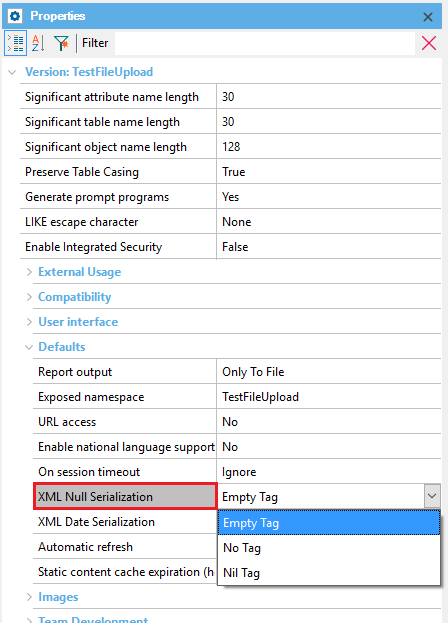 Properties
Filter
Version: TestFileUpload
Significant attribute name length 30
Significant table name length 30
Significant object name length 128
Preserve Table Casing True
Generate prompt programs Yes
LIKE escape character None
Enable Integrated Security False
External Usage
Compatibility
User interface
Defaults
Report output Only To File
Exposed namespace TestFileUpload
URL access No
Enable national language support No
On session timeout Ignore
XML Null Serialization Empty Tag
XML Date Serialization Empty Tag
Automatic refresh No Tag
Static content cache expiration (h Nil Tag
Images
Team Development